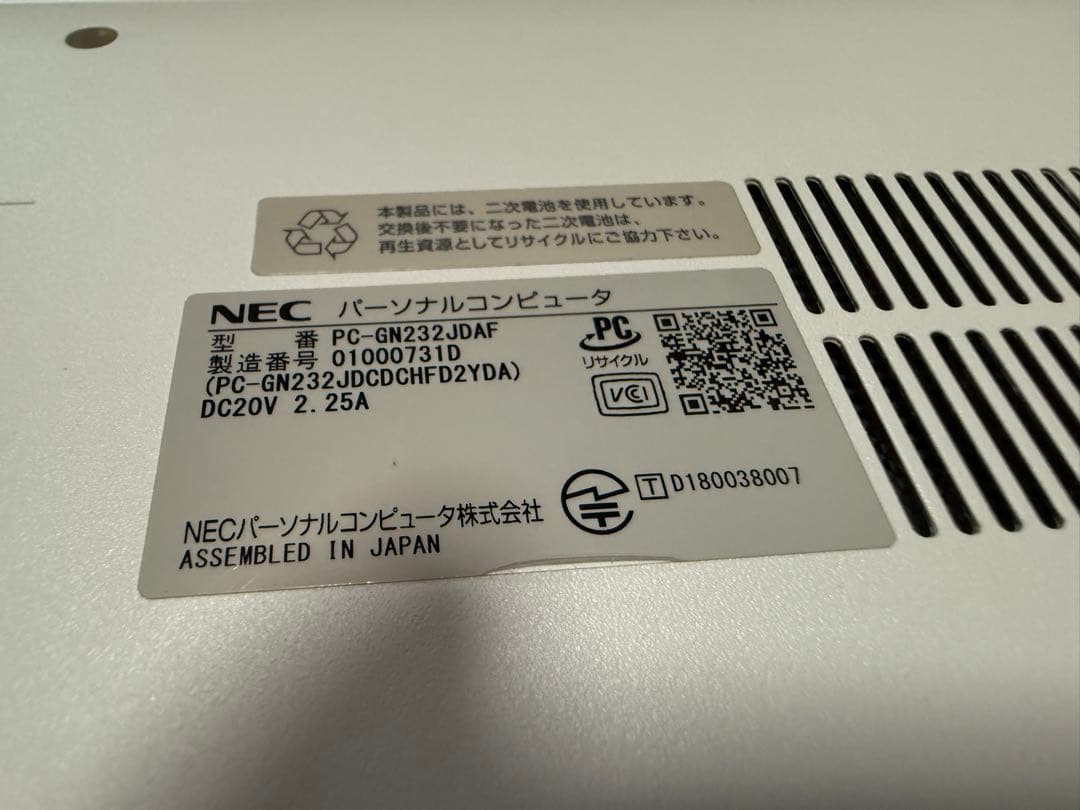 本製品には、二次電池を使用しています。
交換後不要になった二次電池は、
再生資源としてリサイクルにご協力下さい。
NEC パーソナルコンピュータ
型 番 PC-GN232JDAF
製造番号 01000731D
(PC-GN232JDCDCHFD2YDA)
DC20V 2.25A
PC
リサイクル
VCI
T D180038007
NECパーソナルコンピュータ株式会社
ASSEMBLED IN JAPAN